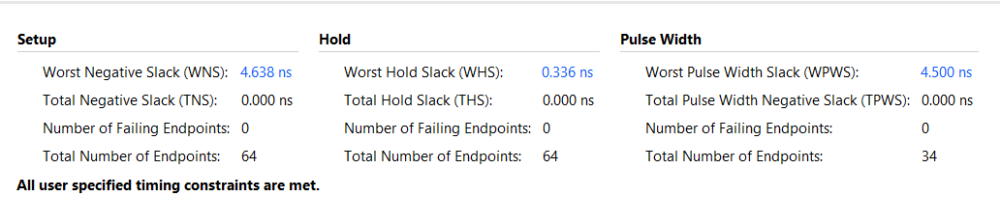 Setup Hold Pulse Width
Worst Negative Slack (WNS): 4.638 ns Worst Hold Slack (WHS): 0.336 ns Worst Pulse Width Slack (WPWS): 4.500 ns
Total Negative Slack (TNS): 0.000 ns Total Hold Slack (THS): 0.000 ns Total Pulse Width Negative Slack (TPWS): 0.000 ns
Number of Failing Endpoints: 0 Number of Failing Endpoints: 0 Number of Failing Endpoints: 0
Total Number of Endpoints: 64 Total Number of Endpoints: 64 Total Number of Endpoints: 34
All user specified timing constraints are met.